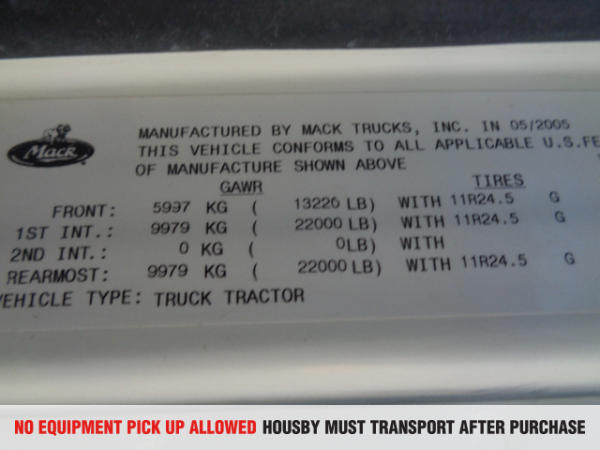 Mack
MANUFACTURED BY MACK TRUCKS, INC. IN 05/2005
THIS VEHICLE CONFORMS TO ALL APPLICABLE U.S.FE
OF MANUFACTURE SHOWN ABOVE
GAWR TIRES
FRONT: 5997 KG ( 13220 LB) WITH 11R24.5 G
1ST INT.: 9979 KG ( 22000 LB) WITH 11R24.5 G
2ND INT.: 0 KG ( 0LB) WITH
REARMOST: 9979 KG ( 22000 LB) WITH 11R24.5 G
VEHICLE TYPE: TRUCK TRACTOR
NO EQUIPMENT PICK UP ALLOWED HOUSBY MUST TRANSPORT AFTER PURCHASE